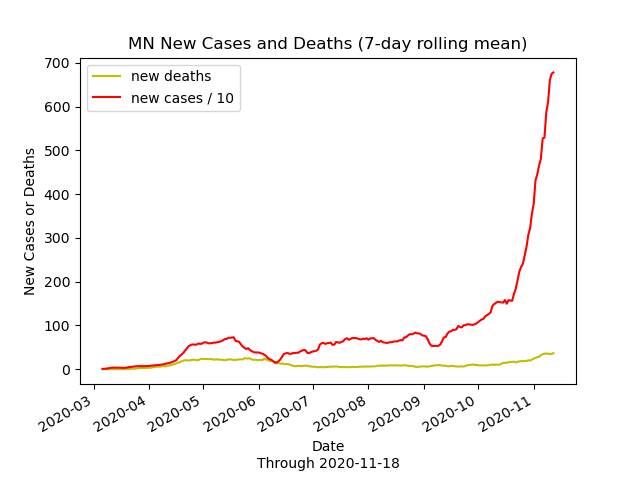 MN New Cases and Deaths (7-day rolling mean)
new deaths
new cases / 10
700
600
500
400
300
200
100
0
New Cases or Deaths
2020-03
2020-04
2020-05
2020-06
2020-07
2020-08
2020-09
2020-10
2020-11
Date
Through 2020-11-18